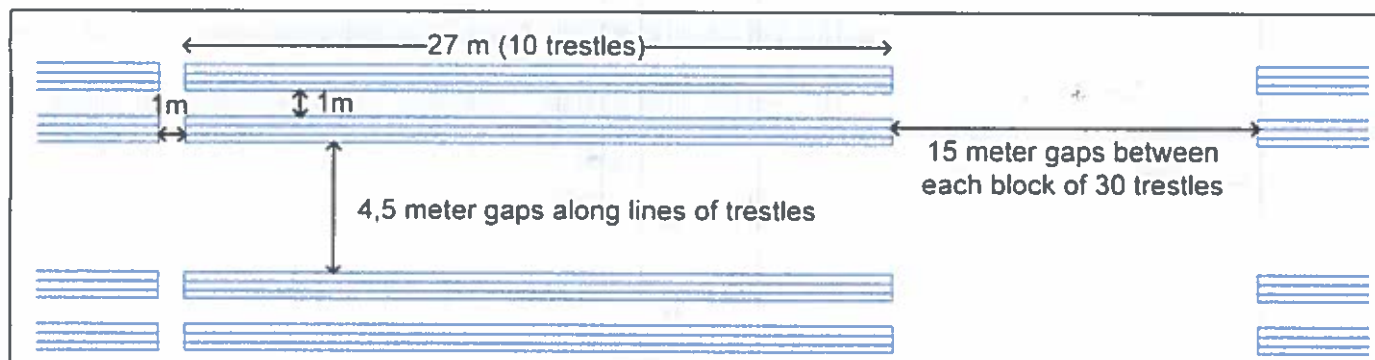 27 m (10 trestles)
1m
1m
15 meter gaps between
each block of 30 trestles
4,5 meter gaps along lines of trestles